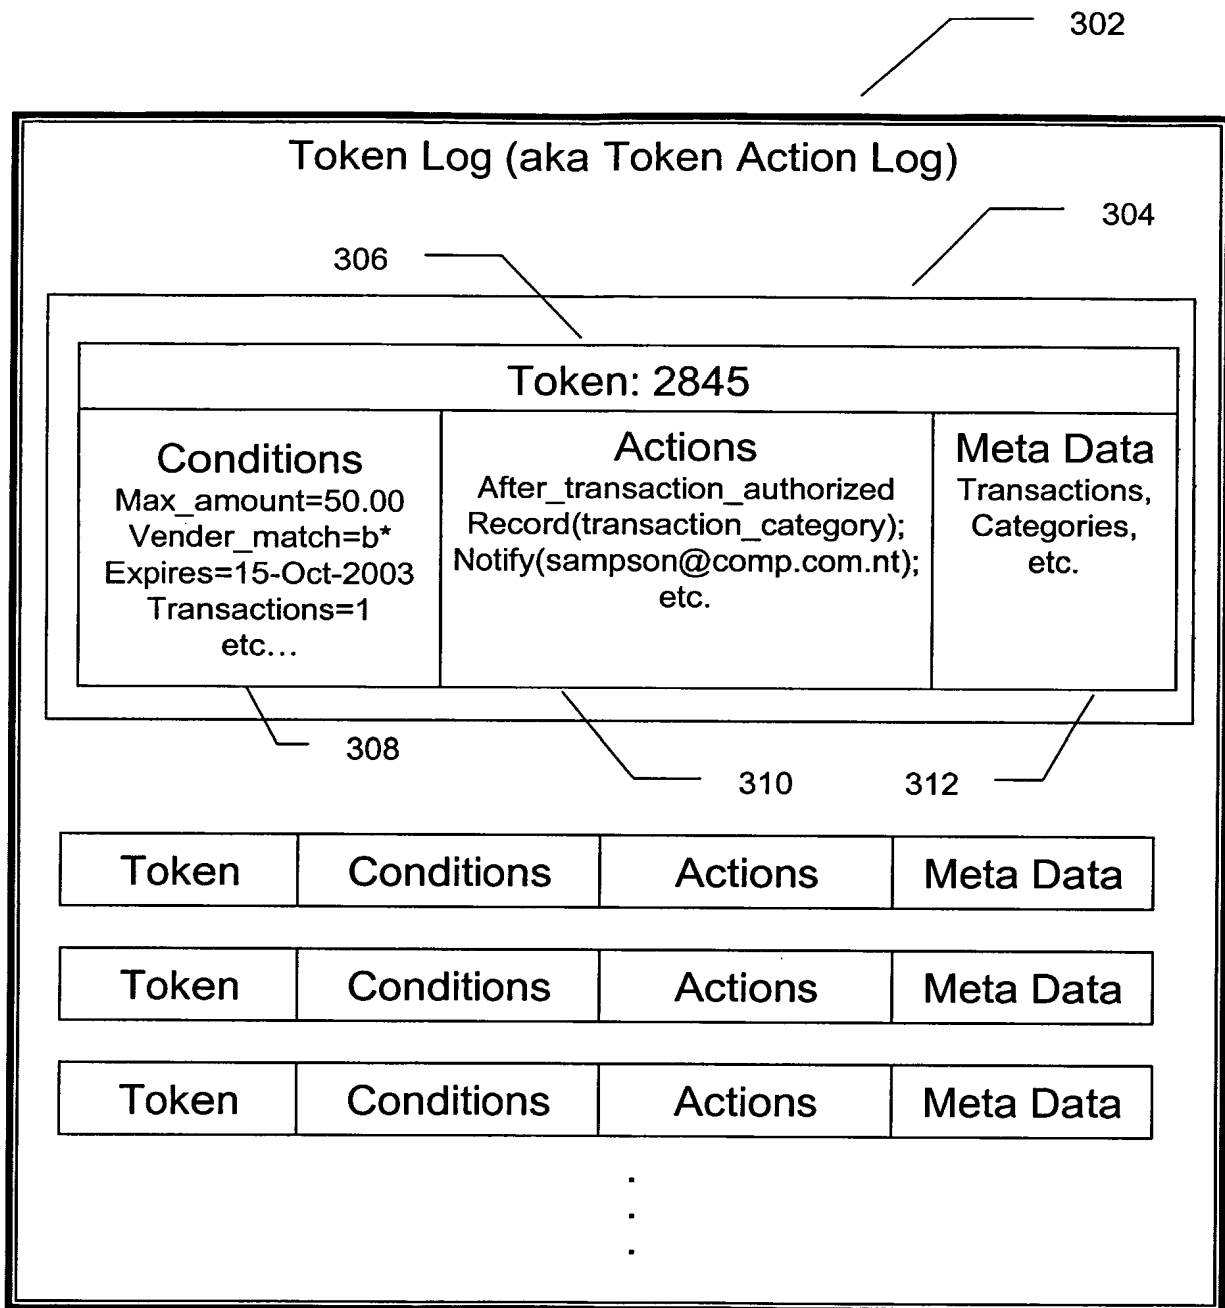 302
Token Log (aka Token Action Log)
304
306
Token: 2845
Conditions
Max_amount=50.00
Vender_match=b*
Expires=15-Oct-2003
Transactions=1
etc...
Actions
After_transaction_authorized
Record(transaction_category);
Notify(sampson@comp.com.nt);
etc.
Meta Data
Transactions,
Categories,
etc.
308
310
312
Token Conditions Actions Meta Data
Token Conditions Actions Meta Data
Token Conditions Actions Meta Data